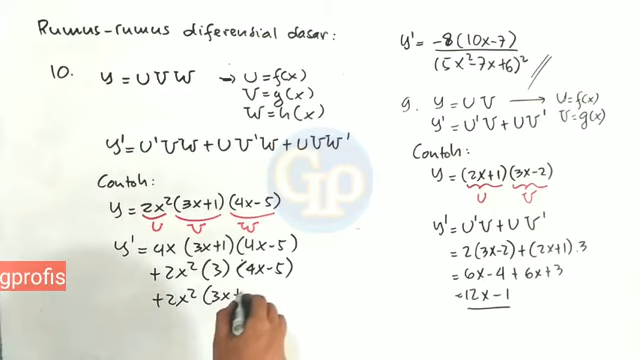 Rumus-rumus diferensial dasar:
10. y = UVW → U = f(x)
V = g(x)
W = h(x)
y' = U'VW + UV'W + UVW'
Contoh:
y = 2x²(3x+1)(4x-5)
U V W
y' = 4x (3x+1)(4x-5)
+ 2x² (3) (4x-5)
+ 2x² (3x+
y' = -8(10x-7)
(5x²-7x+6)²
9. y = UV → U = f(x)
y' = U'V + UV' V = g(x)
Contoh:
y = (2x+1)(3x-2)
U V
y' = U'V + UV'
= 2(3x-2) + (2x+1).3
= 6x-4 + 6x+3
= 12x-1
gprofis
Gp